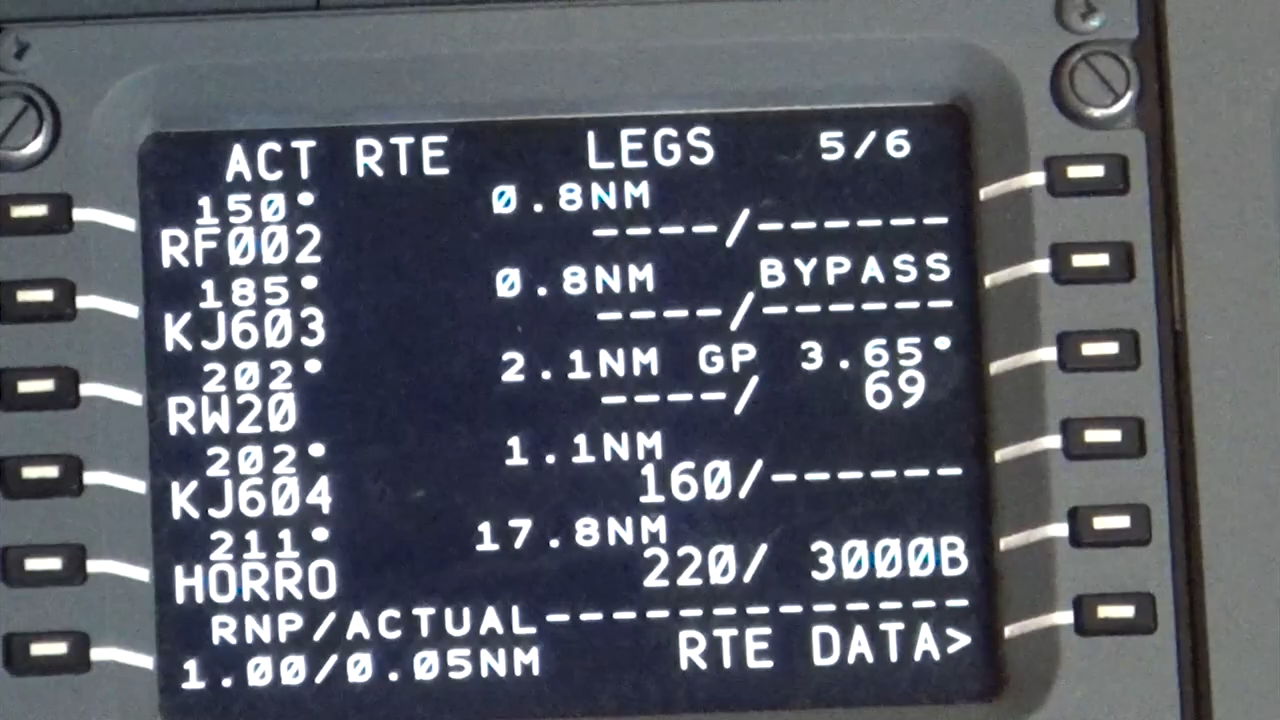 ACT RTE LEGS 5/6
150° 0.8NM
RF002 ----/------
185° 0.8NM BYPASS
KJ603 ----/------
202° 2.1NM GP 3.65°
RW20 ----/ 69
202° 1.1NM
KJ604 160/------
211° 17.8NM
HORRO 220/ 3000B
RNP/ACTUAL-------------
1.00/0.05NM RTE DATA>